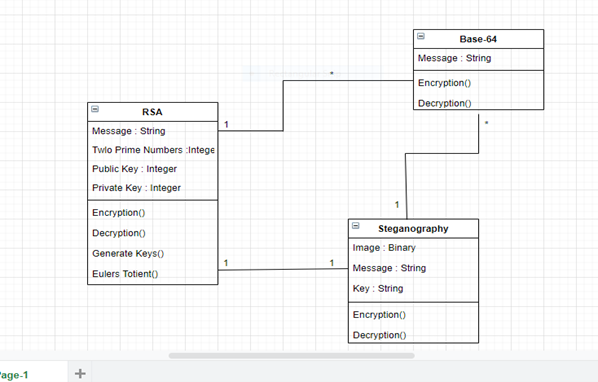 Base-64
Message : String
Encryption()
Decryption()
*
RSA
Message : String
Twlo Prime Numbers :Intege
Public Key : Integer
Private Key : Integer
Encryption()
Decryption()
Generate Keys()
Eulers Totient()
1
*
1
Steganography
Image : Binary
Message : String
Key : String
Encryption()
Decryption()
1
1
age-1